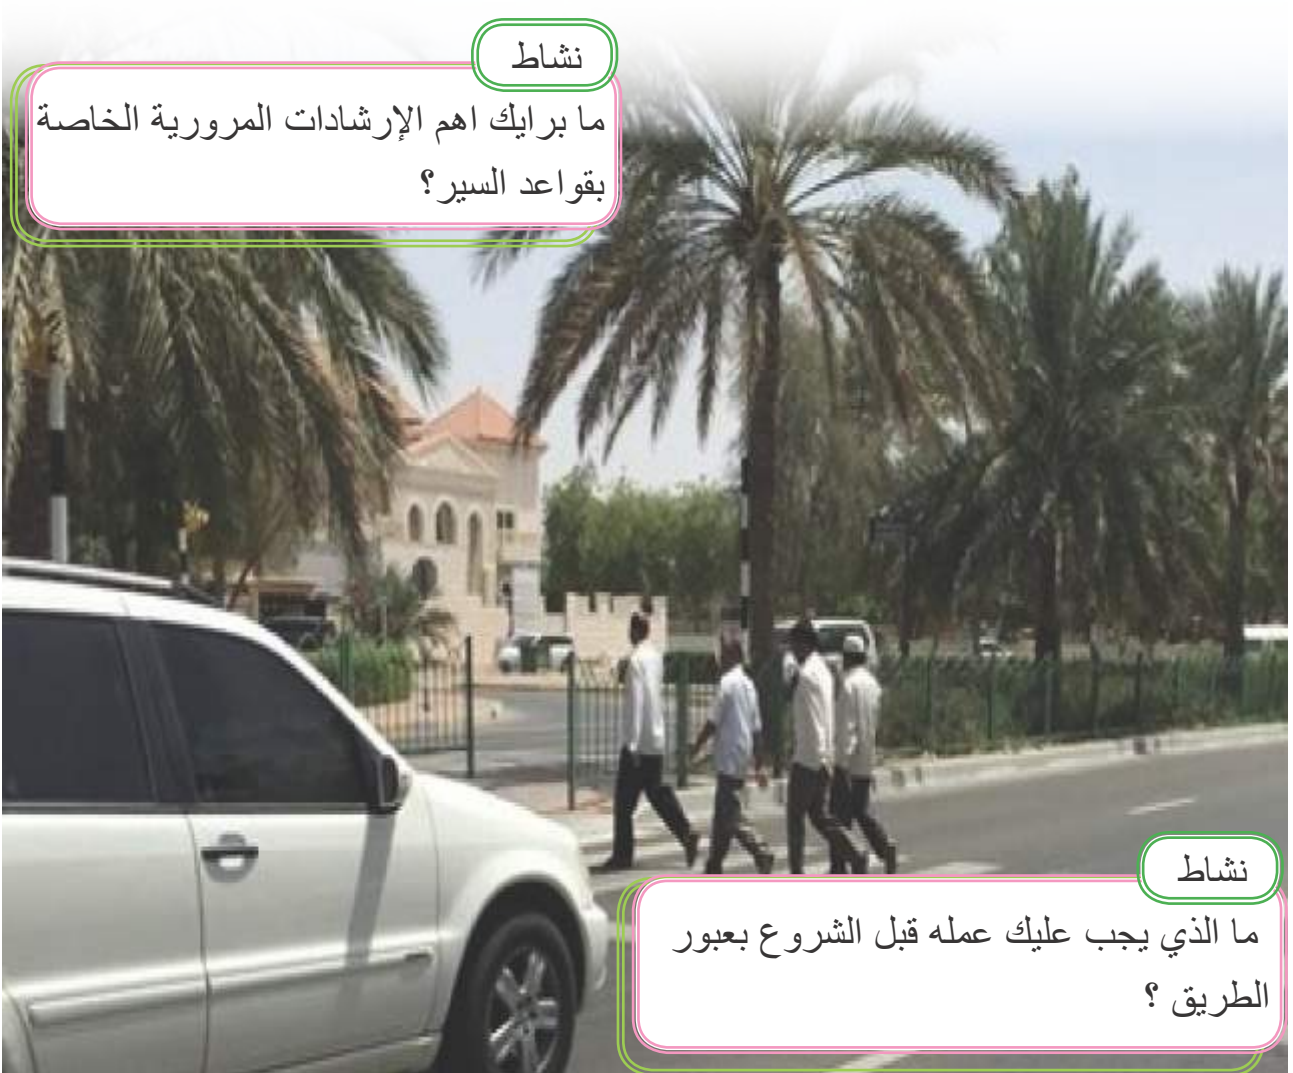 نشاط
ما برايك اهم الإرشادات المرورية الخاصة
بقواعد السير؟
نشاط
ما الذي يجب عليك عمله قبل الشروع بعبور
الطريق ؟